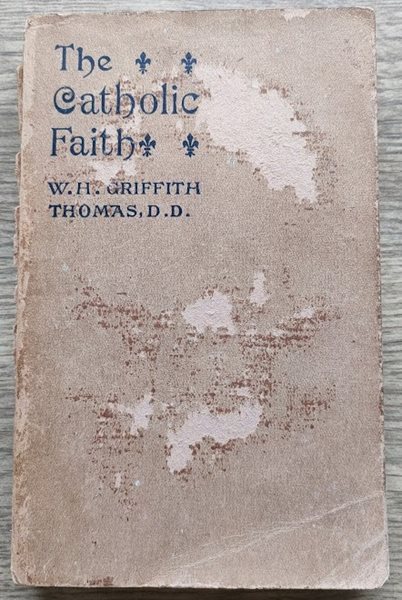 The
Catholic
Faith
W. H. GRIFFITH
THOMAS, D.D.